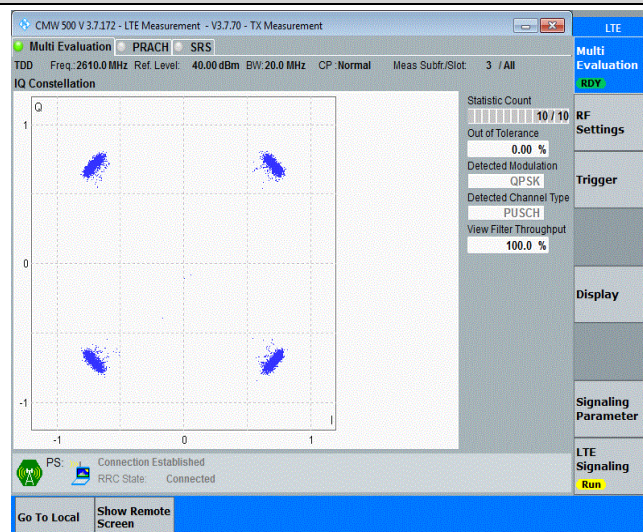 CMW 500 V 3.7.172 - LTE Measurement  - V3.7.70 - TX Measurement
LTE
Multi Evaluation PRACH SRS
TDD Freg.:2610.0 MHz Ref. Level: 40.00 dBm BW:20.0 MHz CP :Normal Meas Subfr./Slot: 3 / All
IQ Constellation
Q
1
0
-1
-1 0 1
I
Statistic Count
10 / 10
Out of Tolerance
0.00 %
Detected Modulation
QPSK
Detected Channel Type
PUSCH
View Filter Throughput
100.0 %
PS: Connection Established
RRC State: Connected
Multi
Evaluation
RDY
RF
Settings
Trigger
Display
Signaling
Parameter
LTE
Signaling
Run
Go To Local
Show Remote
Screen